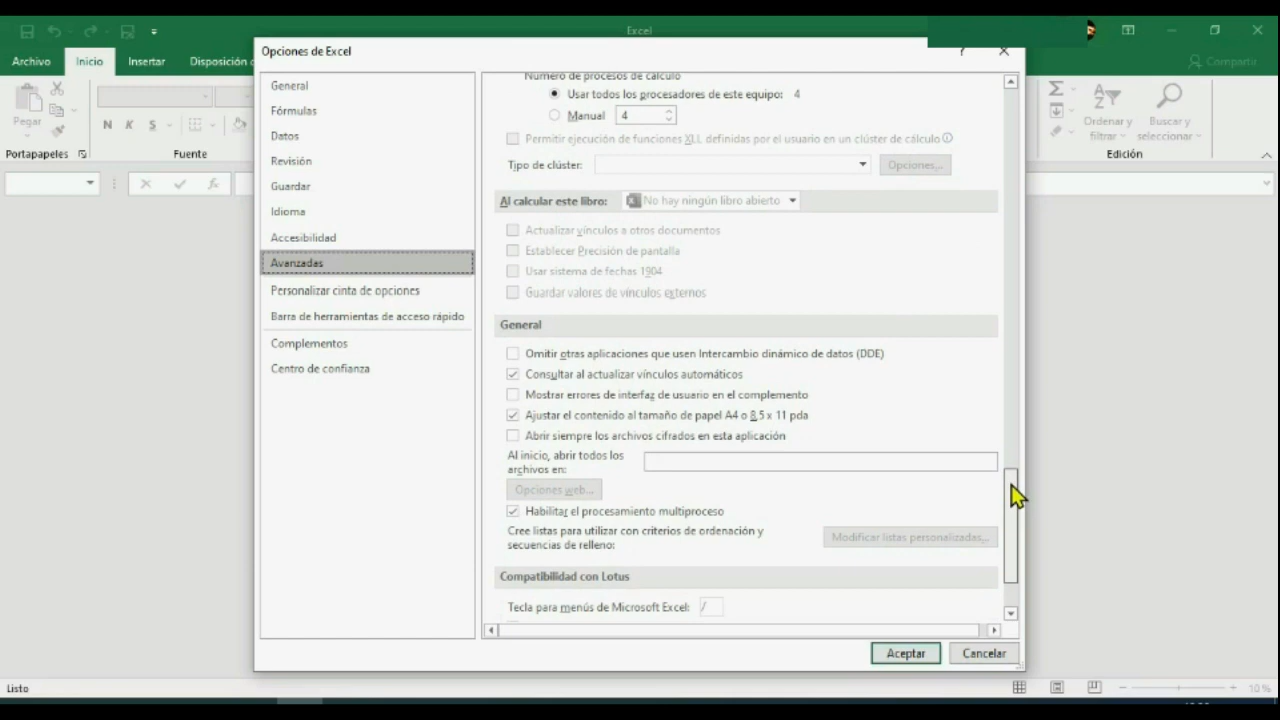 Excel
Opciones de Excel
?
Archivo
Inicio
Insertar
Disposición
Compartir
Pegar
N K S
Portapapeles
Fuente
Ordenar y
filtrar
Buscar y
seleccionar
Edición
fx
General
Fórmulas
Datos
Revisión
Guardar
Idioma
Accesibilidad
Avanzadas
Personalizar cinta de opciones
Barra de herramientas de acceso rápido
Complementos
Centro de confianza
Número de procesos de cálculo
Usar todos los procesadores de este equipo: 4
Manual 4
Permitir ejecución de funciones XLL definidas por el usuario en un clúster de cálculo
Tipo de clúster: Opciones...
Al calcular este libro: No hay ningún libro abierto
Actualizar vínculos a otros documentos
Establecer Precisión de pantalla
Usar sistema de fechas 1904
Guardar valores de vínculos externos
General
Omitir otras aplicaciones que usen Intercambio dinámico de datos (DDE)
Consultar al actualizar vínculos automáticos
Mostrar errores de interfaz de usuario en el complemento
Ajustar el contenido al tamaño de papel A4 o 8,5 x 11 pda
Abrir siempre los archivos cifrados en esta aplicación
Al inicio, abrir todos los
archivos en:
Opciones web...
Habilitar el procesamiento multiproceso
Cree listas para utilizar con criterios de ordenación y
secuencias de relleno:
Modificar listas personalizadas...
Compatibilidad con Lotus
Tecla para menús de Microsoft Excel: /
Aceptar
Cancelar
Listo
10 %